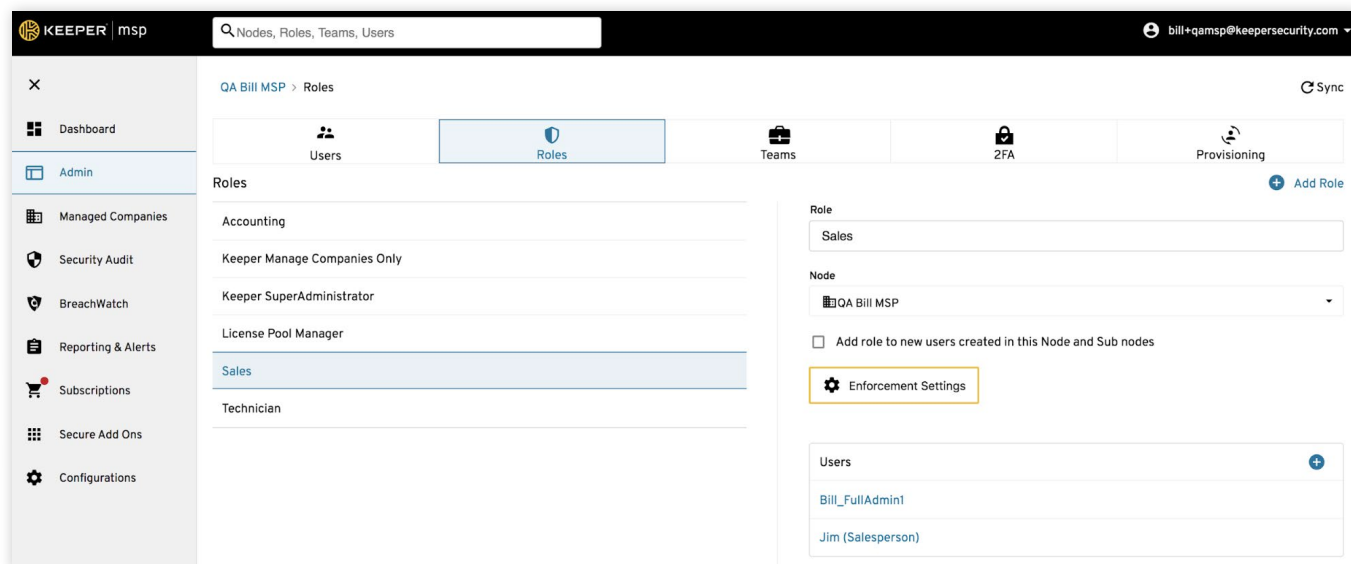 KEEPER msp
Nodes, Roles, Teams, Users
bill+qamsp@keepersecurity.com
QA Bill MSP > Roles
Sync
Dashboard
Admin
Managed Companies
Security Audit
BreachWatch
Reporting & Alerts
Subscriptions
Secure Add Ons
Configurations
Users
Roles
Teams
2FA
Provisioning
Roles
Add Role
Accounting
Keeper Manage Companies Only
Keeper SuperAdministrator
License Pool Manager
Sales
Technician
Role
Sales
Node
QA Bill MSP
Add role to new users created in this Node and Sub nodes
Enforcement Settings
Users
Bill_FullAdmin1
Jim (Salesperson)